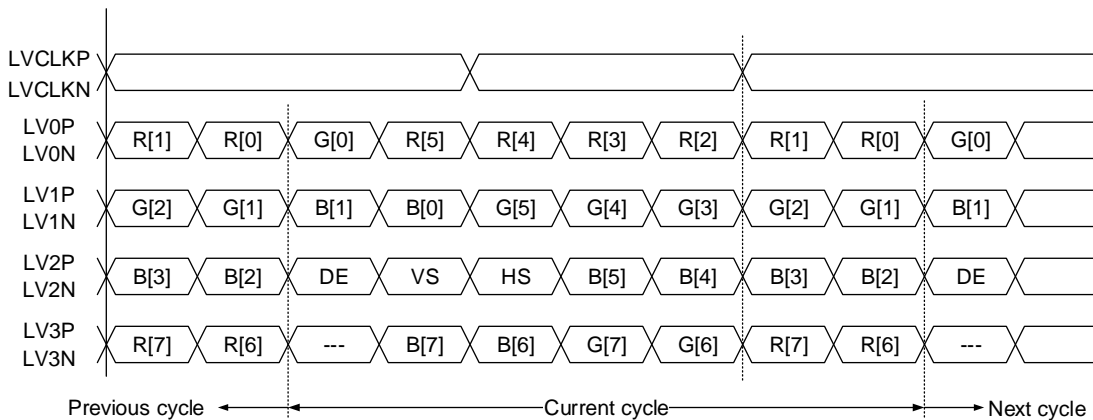 LVCLKP
LVCLKN
LV0P
LV0N
R[1] R[0] G[0] R[5] R[4] R[3] R[2] R[1] R[0] G[0]
LV1P
LV1N
G[2] G[1] B[1] B[0] G[5] G[4] G[3] G[2] G[1] B[1]
LV2P
LV2N
B[3] B[2] DE VS HS B[5] B[4] B[3] B[2] DE
LV3P
LV3N
R[7] R[6] --- B[7] B[6] G[7] G[6] R[7] R[6] ---
Previous cycle Current cycle Next cycle